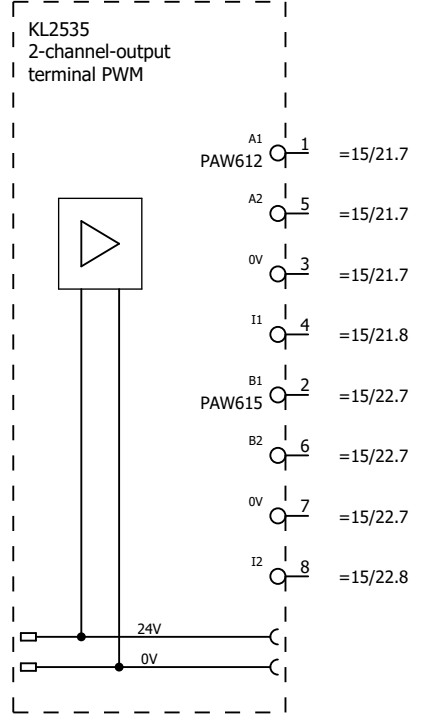 KL2535
2-channel-output
terminal PWM
A1 1 =15/21.7
PAW612
A2 5 =15/21.7
0V 3 =15/21.7
I1 4 =15/21.8
B1 2 =15/22.7
PAW615
B2 6 =15/22.7
0V 7 =15/22.7
I2 8 =15/22.8
24V
0V